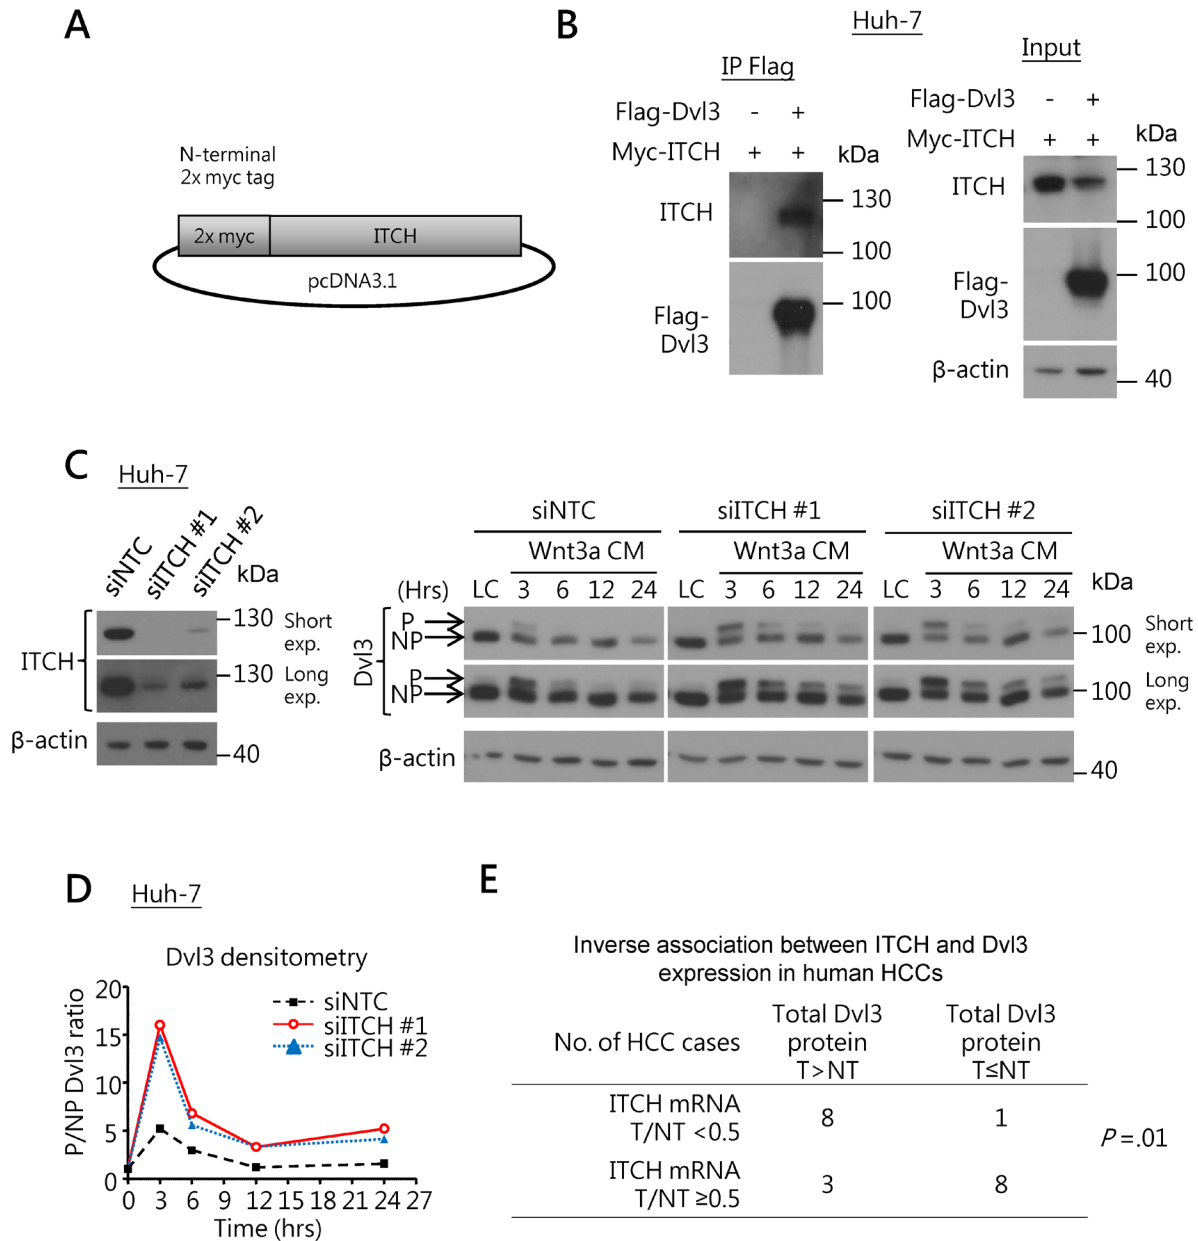 A
N-terminal
2x myc tag
2x myc
ITCH
pcDNA3.1
B
Huh-7
IP Flag
Flag-Dvl3 - +
Myc-ITCH + + kDa
ITCH
130
100
Flag-
Dvl3
100
Input
Flag-Dvl3 - +
Myc-ITCH + + kDa
ITCH
130
100
Flag-
Dvl3
100
β-actin
40
C
Huh-7
siNTC
siITCH #1
siITCH #2
kDa
ITCH
130
Short
exp.
130
Long
exp.
β-actin
40
siNTC siITCH #1 siITCH #2
Wnt3a CM Wnt3a CM Wnt3a CM
(Hrs) LC 3 6 12 24 LC 3 6 12 24 LC 3 6 12 24 kDa
Dvl3
P
NP
100
Short
exp.
P
NP
100
Long
exp.
β-actin
40
D
Huh-7
Dvl3 densitometry
P/NP Dvl3 ratio
20
15
10
5
0
siNTC
siITCH #1
siITCH #2
0 3 6 9 12 15 18 21 24 27
Time (hrs)
E
Inverse association between ITCH and Dvl3
expression in human HCCs
No. of HCC cases
Total Dvl3
protein
T>NT
Total Dvl3
protein
T≤NT
ITCH mRNA
T/NT <0.5
8
1
ITCH mRNA
T/NT ≥0.5
3
8
P=.01